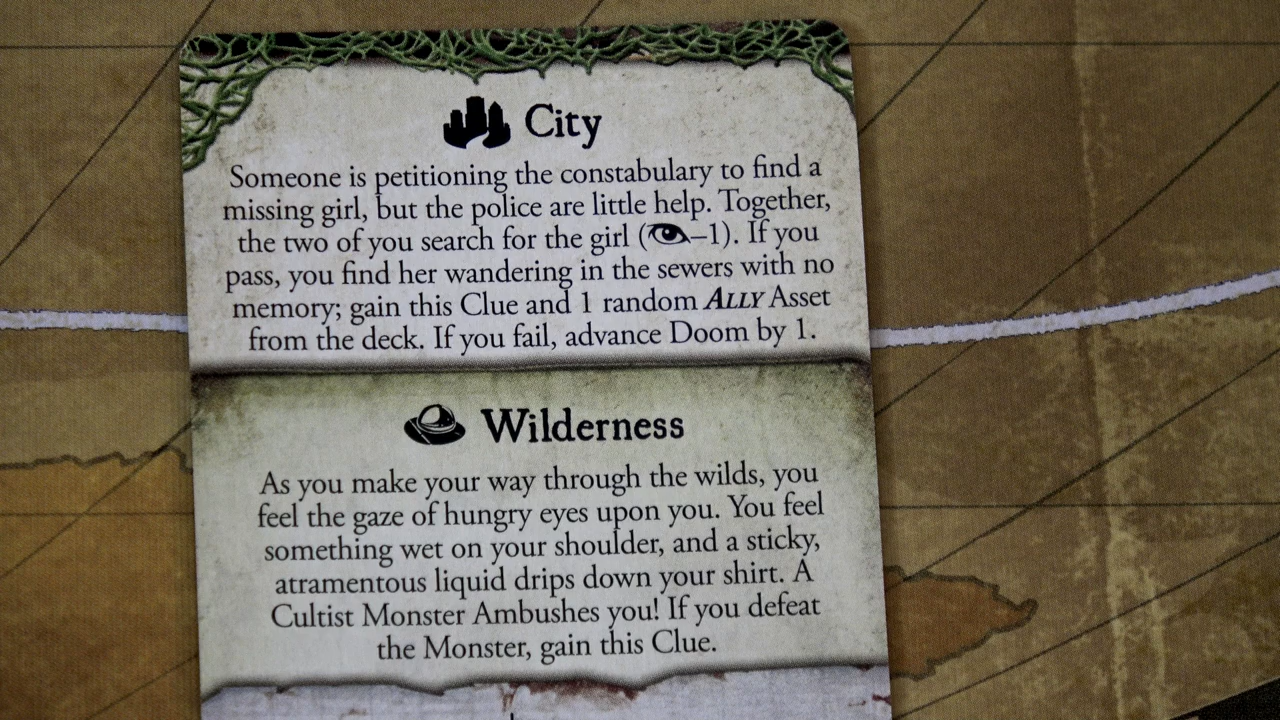 City
Someone is petitioning the constabulary to find a
missing girl, but the police are little help. Together,
the two of you search for the girl (–1). If you
pass, you find her wandering in the sewers with no
memory; gain this Clue and 1 random ALLY Asset
from the deck. If you fail, advance Doom by 1.
Wilderness
As you make your way through the wilds, you
feel the gaze of hungry eyes upon you. You feel
something wet on your shoulder, and a sticky,
atramentous liquid drips down your shirt. A
Cultist Monster Ambushes you! If you defeat
the Monster, gain this Clue.